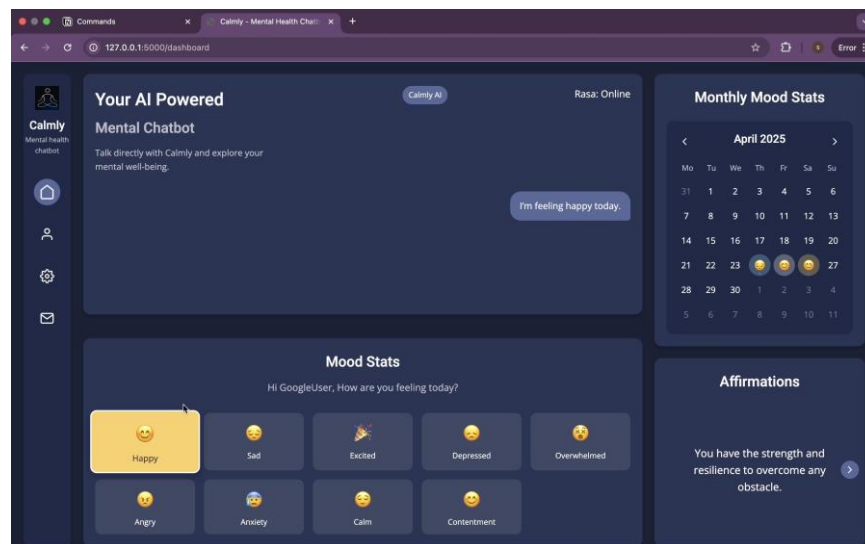 Commands
Calmly - Mental Health Chatb
127.0.0.1:5000/dashboard
Error
Calmly
Mental health
chatbot
Your AI Powered
Mental Chatbot
Talk directly with Calmly and explore your
mental well-being.
Calmly AI
Rasa: Online
I'm feeling happy today.
Mood Stats
Hi GoogleUser, How are you feeling today?
Happy
Sad
Excited
Depressed
Overwhelmed
Angry
Anxiety
Calm
Contentment
Monthly Mood Stats
April 2025
Mo Tu We Th Fr Sa Su
31 1 2 3 4 5 6
7 8 9 10 11 12 13
14 15 16 17 18 19 20
21 22 23 27
28 29 30 1 2 3 4
5 6 7 8 9 10 11
Affirmations
You have the strength and
resilience to overcome any
obstacle.